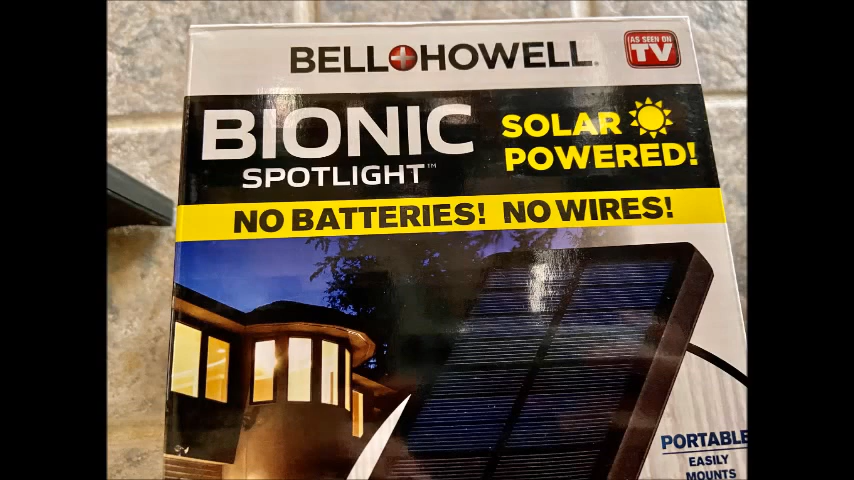 BELL+HOWELL
AS SEEN ON
TV
BIONIC
SPOTLIGHT™
SOLAR
POWERED!
NO BATTERIES! NO WIRES!
PORTABLE
EASILY
MOUNTS